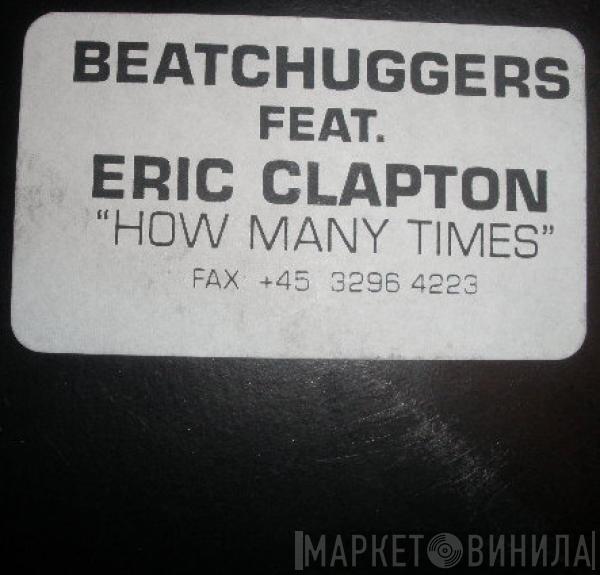 BEATCHUGGERS
FEAT.
ERIC CLAPTON
"HOW MANY TIMES"
FAX +45 3296 4223
МАРКЕТ ВИНИЛА